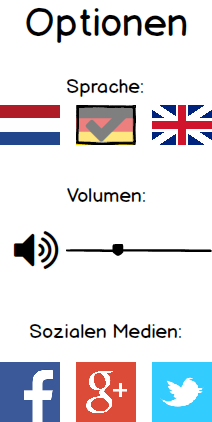 Optionen
Sprache:
Volumen:
Sozialen Medien:
f
g+